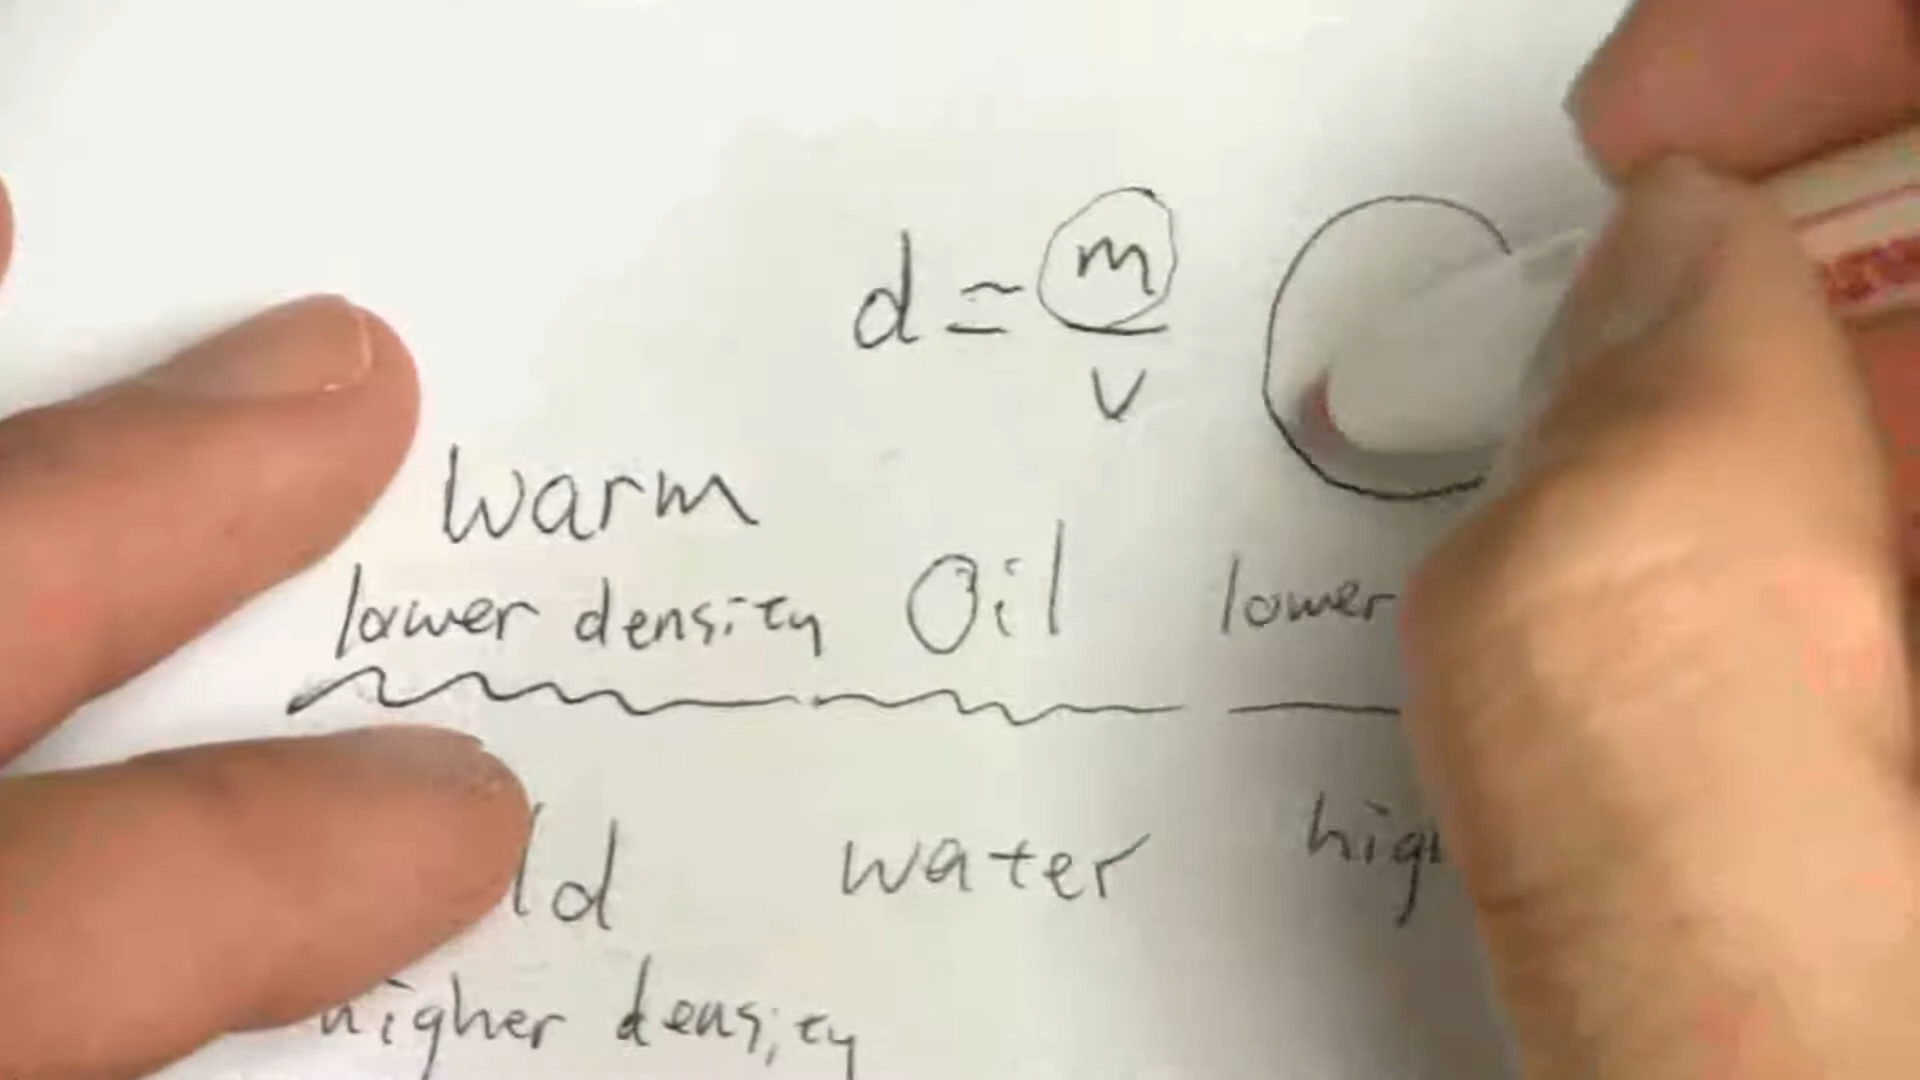 d = m
v
warm
lower density Oil lower
water
higher density